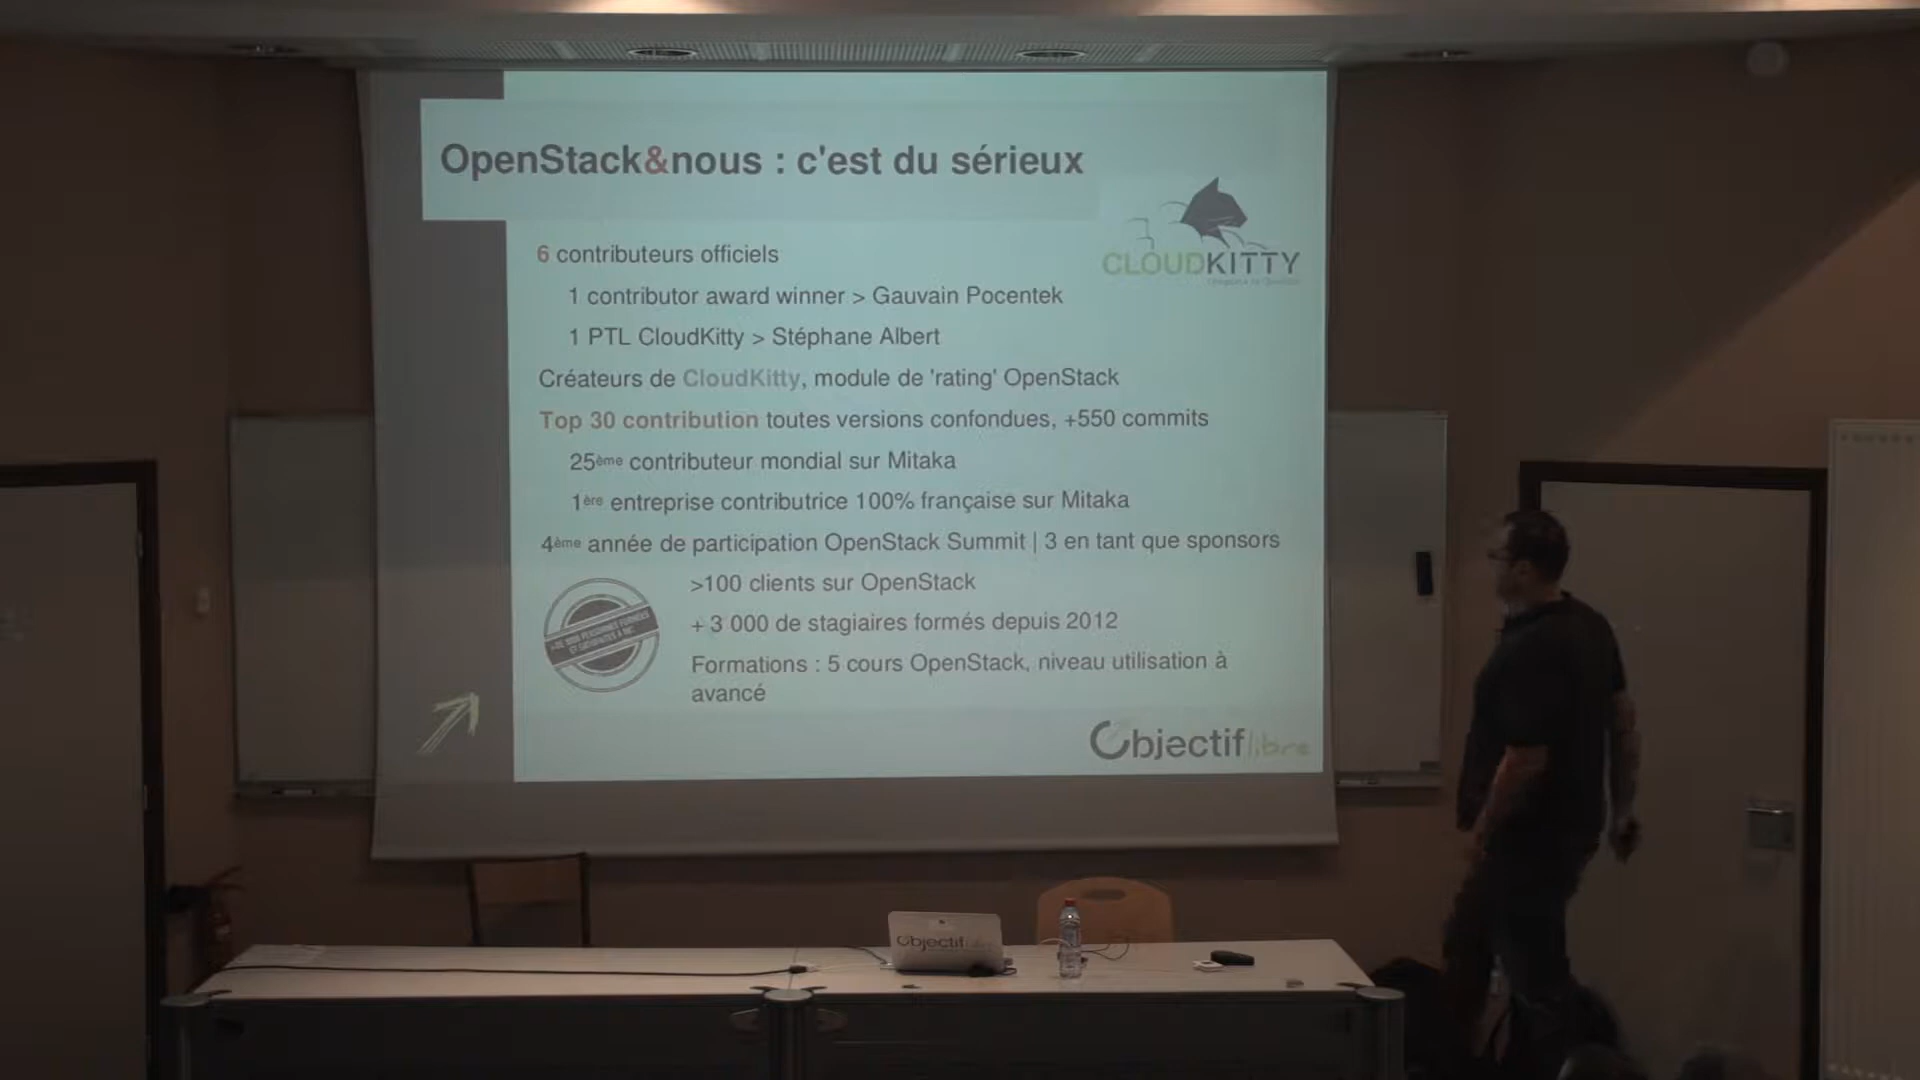 OpenStack&nous : c'est du sérieux
CLOUDKITTY
6 contributeurs officiels
1 contributor award winner > Gauvain Pocentek
1 PTL CloudKitty > Stéphane Albert
Créateurs de CloudKitty, module de 'rating' OpenStack
Top 30 contribution toutes versions confondues, +550 commits
25ème contributeur mondial sur Mitaka
1ère entreprise contributrice 100% française sur Mitaka
4ème année de participation OpenStack Summit | 3 en tant que sponsors
>100 clients sur OpenStack
+ 3 000 de stagiaires formés depuis 2012
Formations : 5 cours OpenStack, niveau utilisation à
avancé
Objectif libre
Objectif